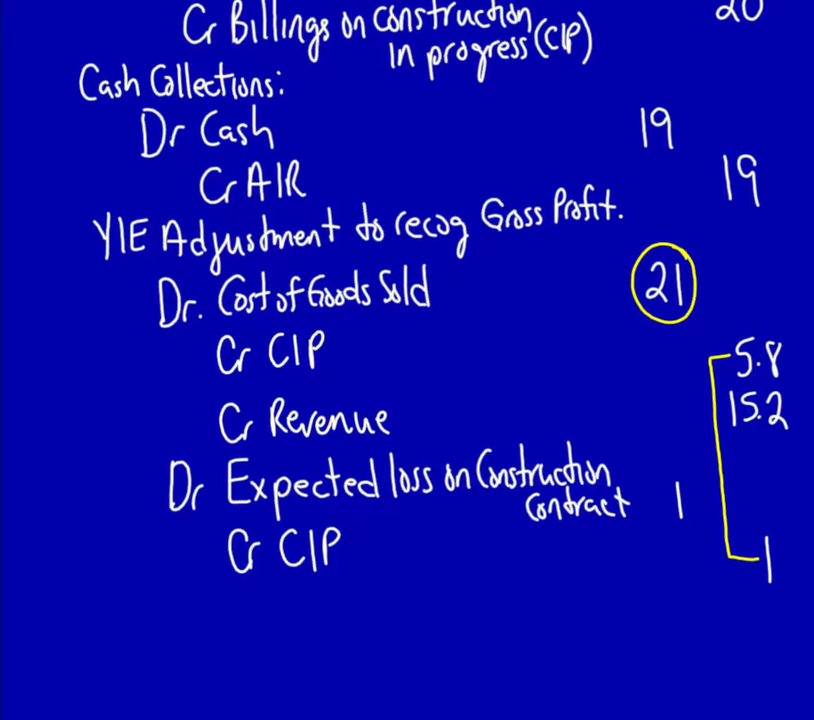 Cr Billings on Construction 20
In progress (CIP)
Cash Collections:
Dr Cash 19
Cr A/R 19
Y/E Adjustment to recog Gross Profit.
Dr. Cost of Goods Sold 21
Cr CIP 5.8
Cr Revenue 15.2
Dr Expected loss on Construction
Contract 1
Cr CIP 1